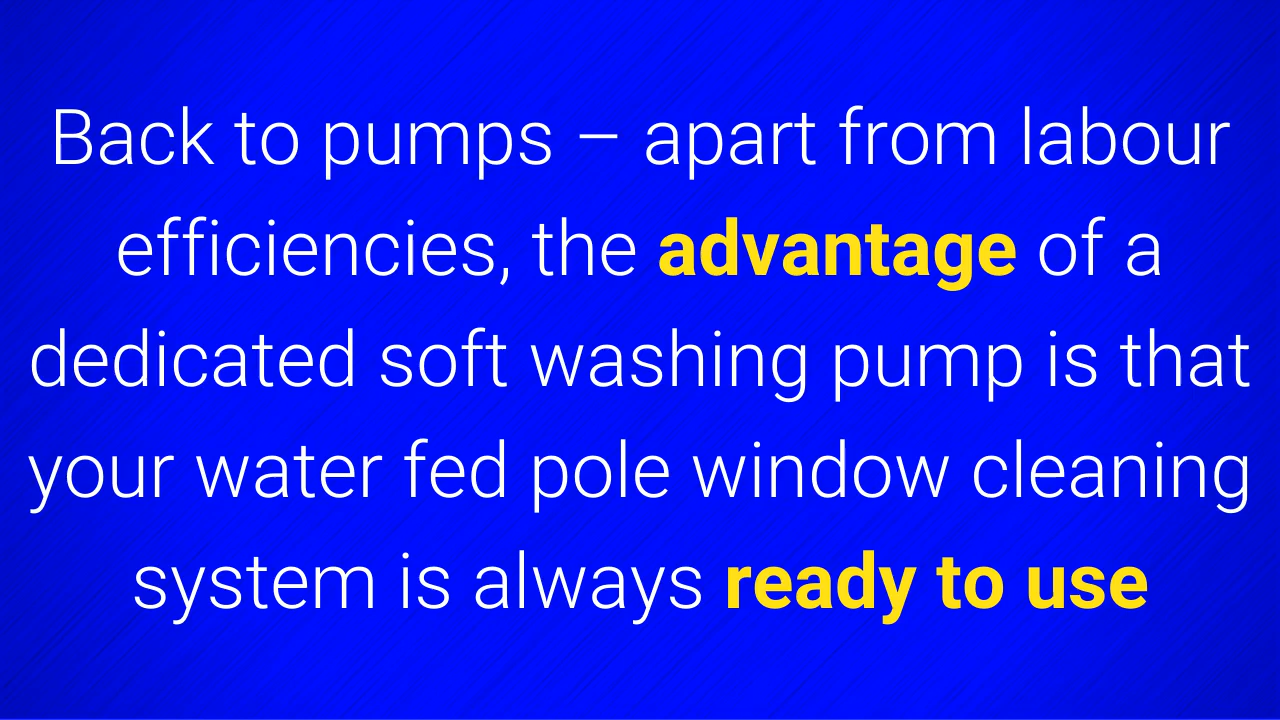 Back to pumps – apart from labour
efficiencies, the advantage of a
dedicated soft washing pump is that
your water fed pole window cleaning
system is always ready to use